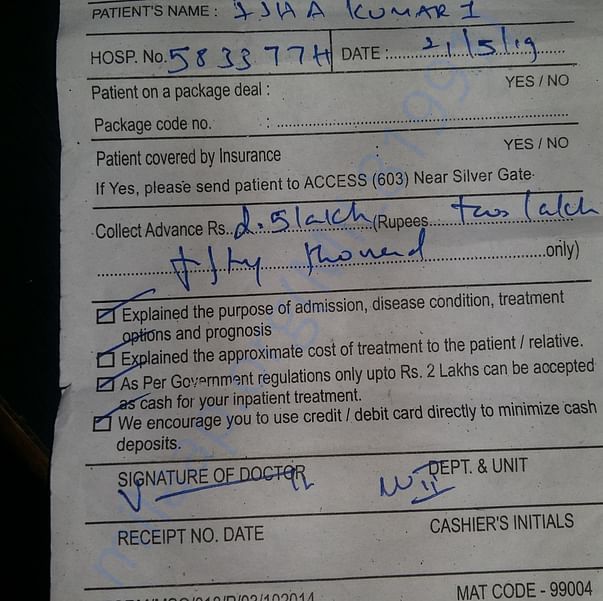 PATIENT'S NAME : ISHA KUMARI
HOSP. No. 583377H DATE : 21/5/19
Patient on a package deal : YES / NO
Package code no. :
Patient covered by Insurance : YES / NO
If Yes, please send patient to ACCESS (603) Near Silver Gate
Collect Advance Rs. 2.5 lakh (Rupees two lakh
fifty thousand only)
Explained the purpose of admission, disease condition, treatment
options and prognosis
Explained the approximate cost of treatment to the patient / relative.
As Per Government regulations only upto Rs. 2 Lakhs can be accepted
as cash for your inpatient treatment.
We encourage you to use credit / debit card directly to minimize cash
deposits.
SIGNATURE OF DOCTOR DEPT. & UNIT
RECEIPT NO. DATE CASHIER'S INITIALS
MAT CODE - 99004